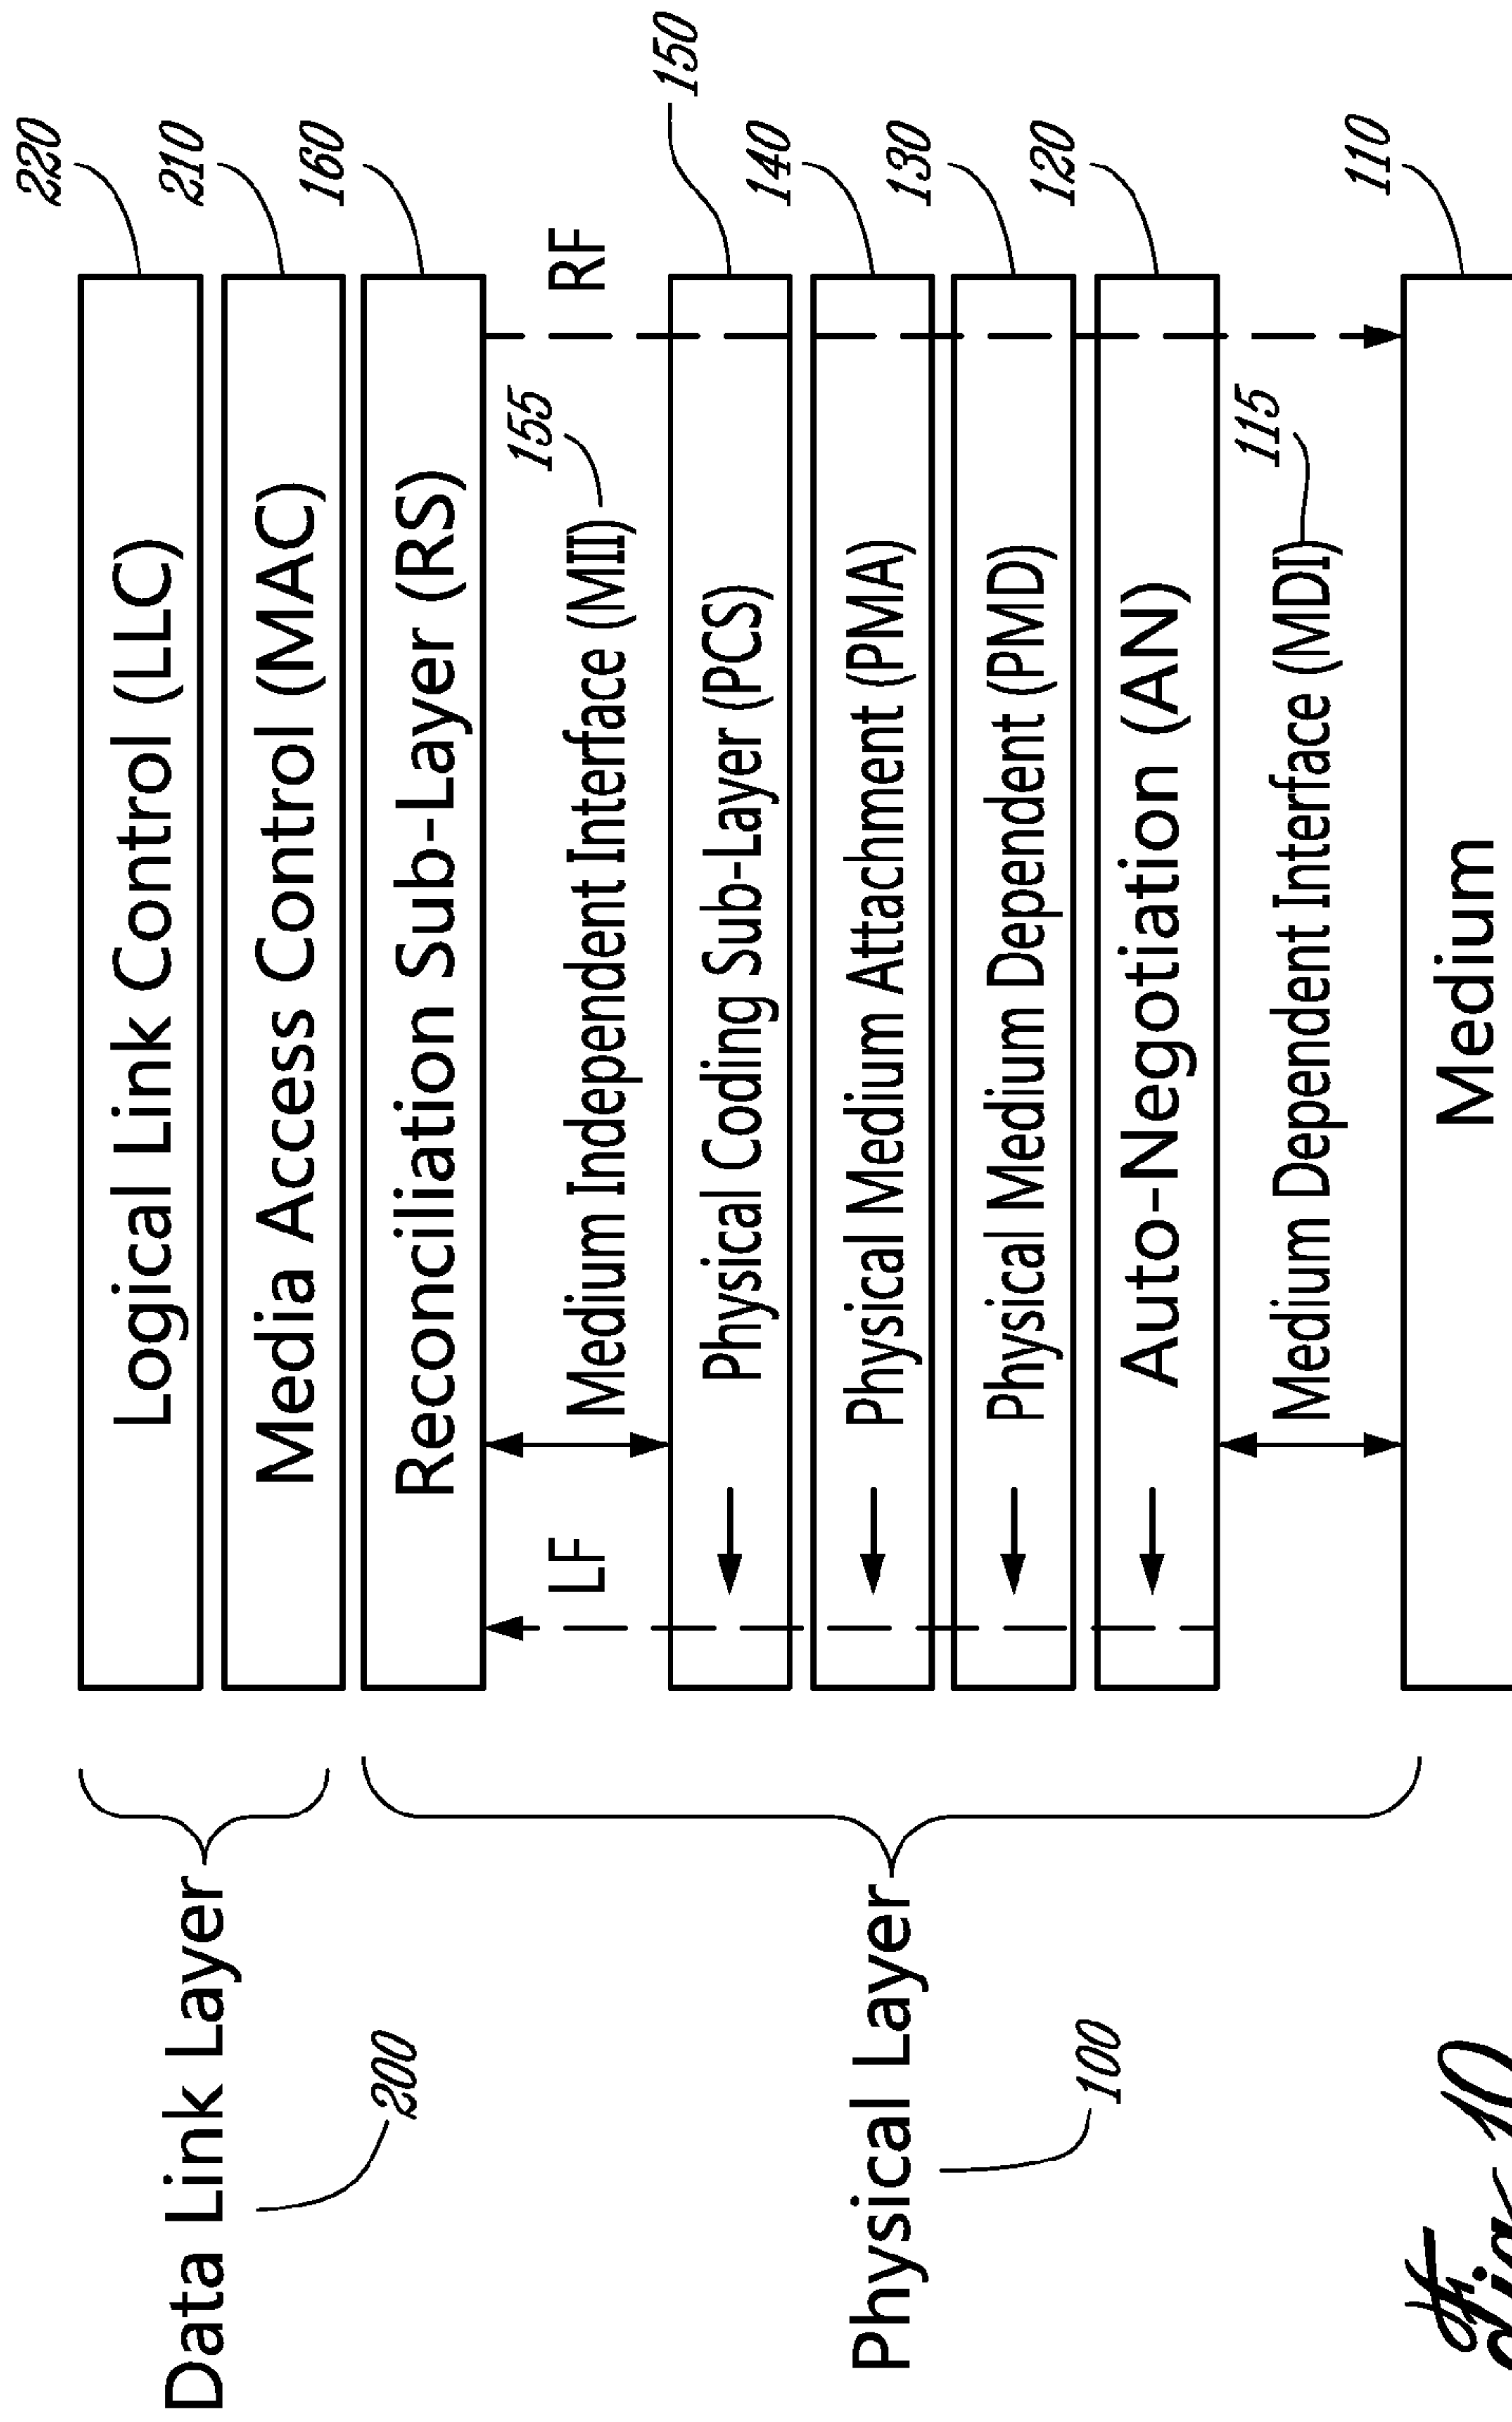 Data Link Layer
200
Logical Link Control (LLC)
220
Media Access Control (MAC)
210
Physical Layer
100
Reconciliation Sub-Layer (RS)
160
LF
Medium Independent Interface (MII)
155
RF
Physical Coding Sub-Layer (PCS)
150
Physical Medium Attachment (PMA)
140
Physical Medium Dependent (PMD)
130
Auto-Negotiation (AN)
120
Medium Dependent Interface (MDI)
115
Medium
110
Fig. 10